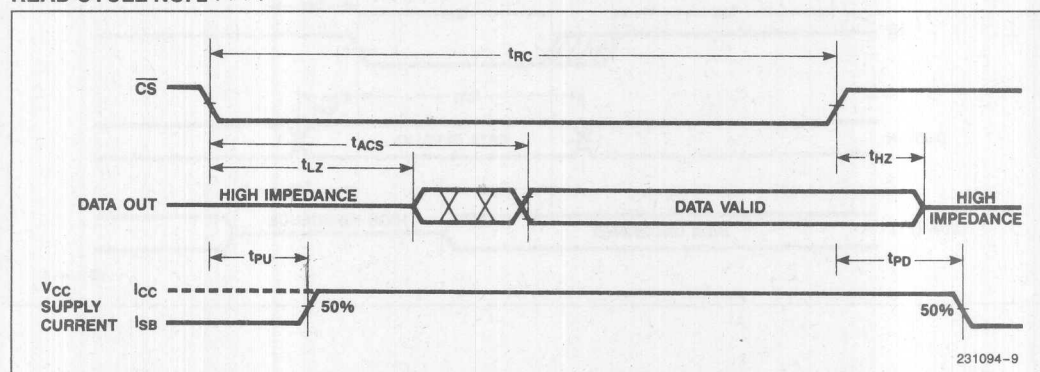 READ CYCLE NO.
tRC
CS
tACS
tLZ
tHZ
DATA OUT
HIGH IMPEDANCE
DATA VALID
HIGH
IMPEDANCE
tPU
tPD
VCC
SUPPLY
CURRENT
ICC
ISB
50%
50%
231094-9